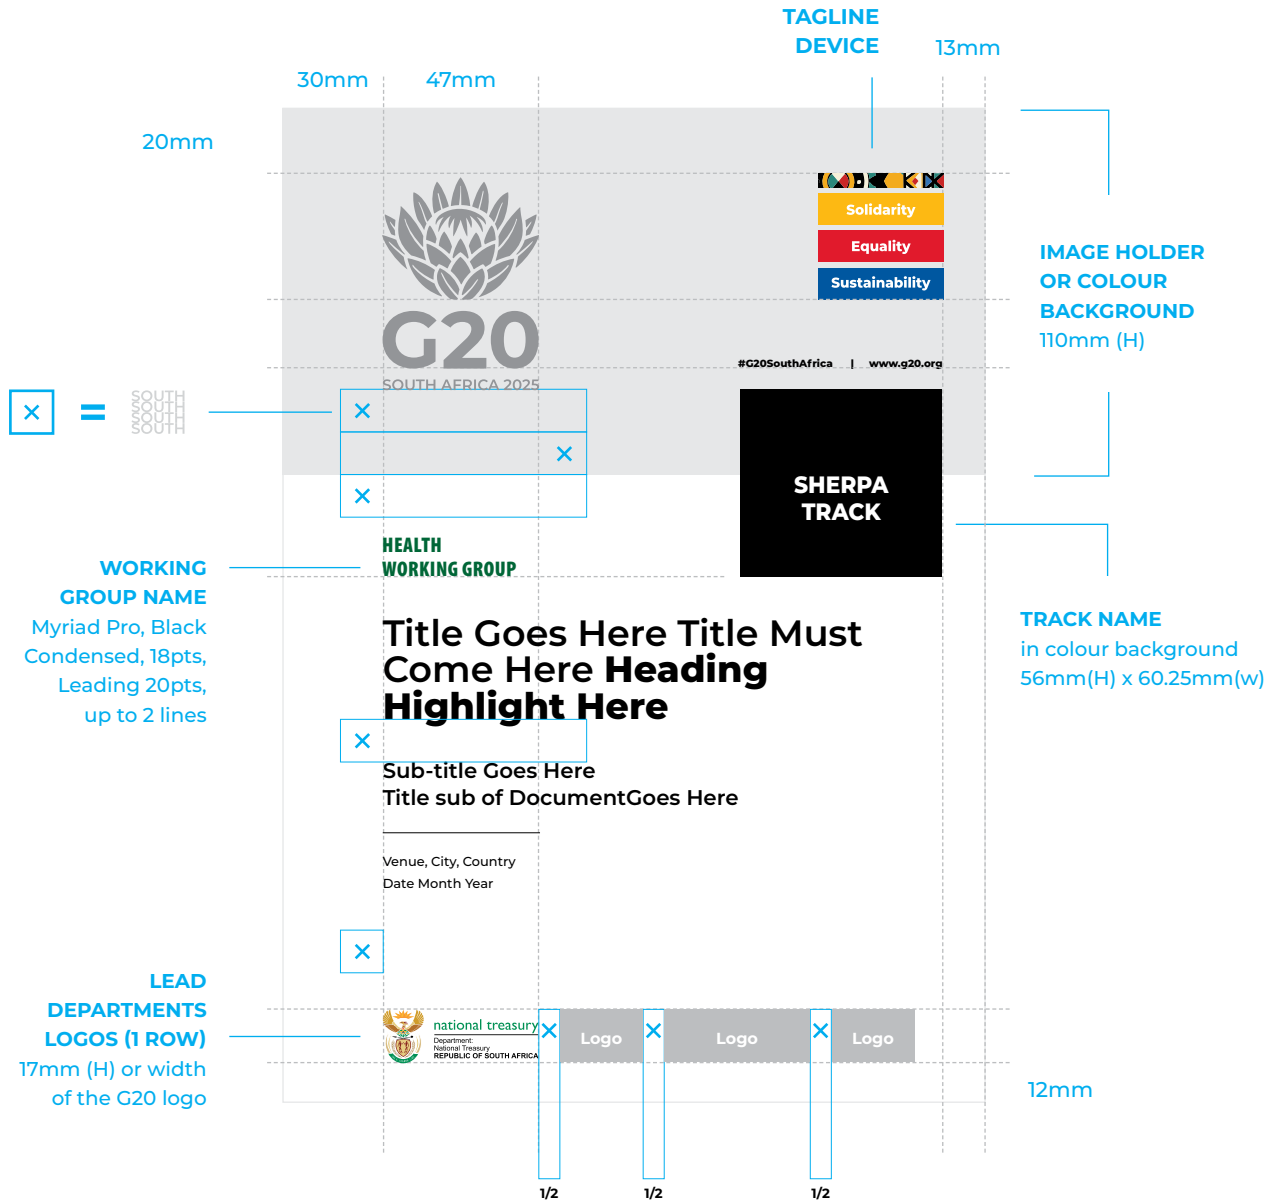 TAGLINE
DEVICE
13mm
30mm
47mm
20mm
Solidarity
Equality
Sustainability
G20
SOUTH AFRICA 2025
#G20SouthAfrica | www.g20.org
IMAGE HOLDER
OR COLOUR
BACKGROUND
110mm (H)
× = SOUTH
SOUTH
SOUTH
SOUTH
×
×
×
SHERPA
TRACK
HEALTH
WORKING GROUP
WORKING
GROUP NAME
Myriad Pro, Black
Condensed, 18pts,
Leading 20pts,
up to 2 lines
TRACK NAME
in colour background
56mm(H) x 60.25mm(w)
Title Goes Here Title Must
Come Here Heading
Highlight Here
×
Sub-title Goes Here
Title sub of DocumentGoes Here
Venue, City, Country
Date Month Year
×
LEAD
DEPARTMENTS
LOGOS (1 ROW)
17mm (H) or width
of the G20 logo
national treasury
Department:
National Treasury
REPUBLIC OF SOUTH AFRICA
× Logo × Logo × Logo
12mm
1/2 1/2 1/2